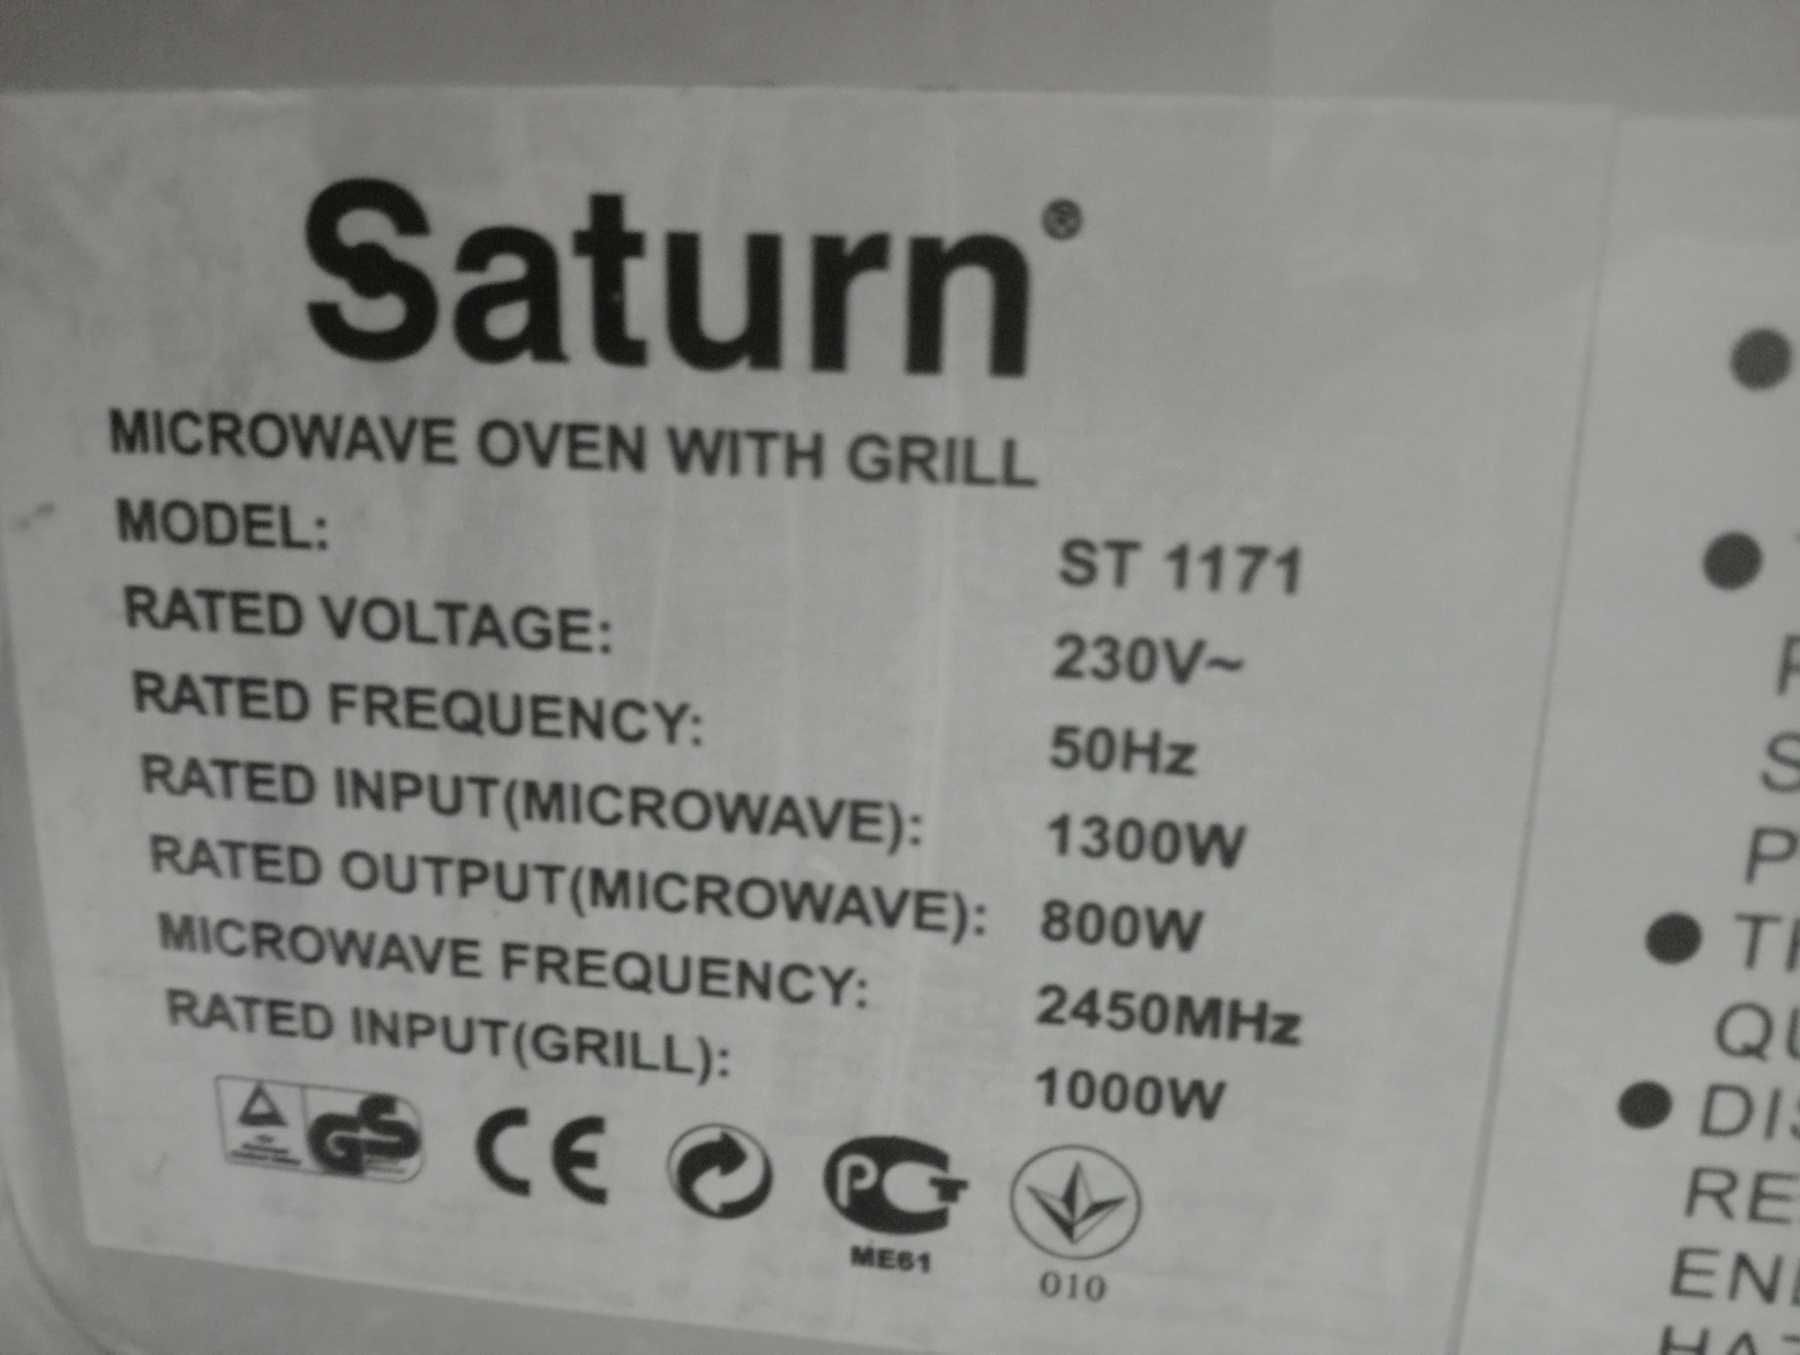 Saturn®
MICROWAVE OVEN WITH GRILL
MODEL: ST 1171
RATED VOLTAGE: 230V~
RATED FREQUENCY: 50Hz
RATED INPUT(MICROWAVE): 1300W
RATED OUTPUT(MICROWAVE): 800W
MICROWAVE FREQUENCY: 2450MHz
RATED INPUT(GRILL): 1000W
GS CE PCT
ME61
010